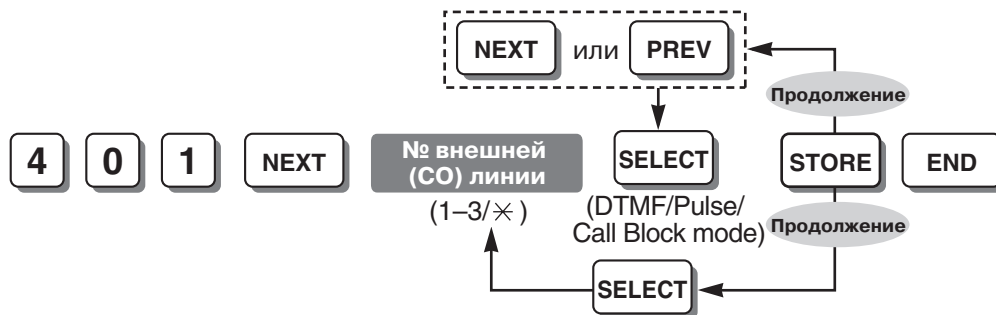 NEXT или PREV
Продолжение
4 0 1 NEXT № внешней (CO) линии SELECT STORE END
(1–3/✳)
(DTMF/Pulse/
Call Block mode)
Продолжение
SELECT